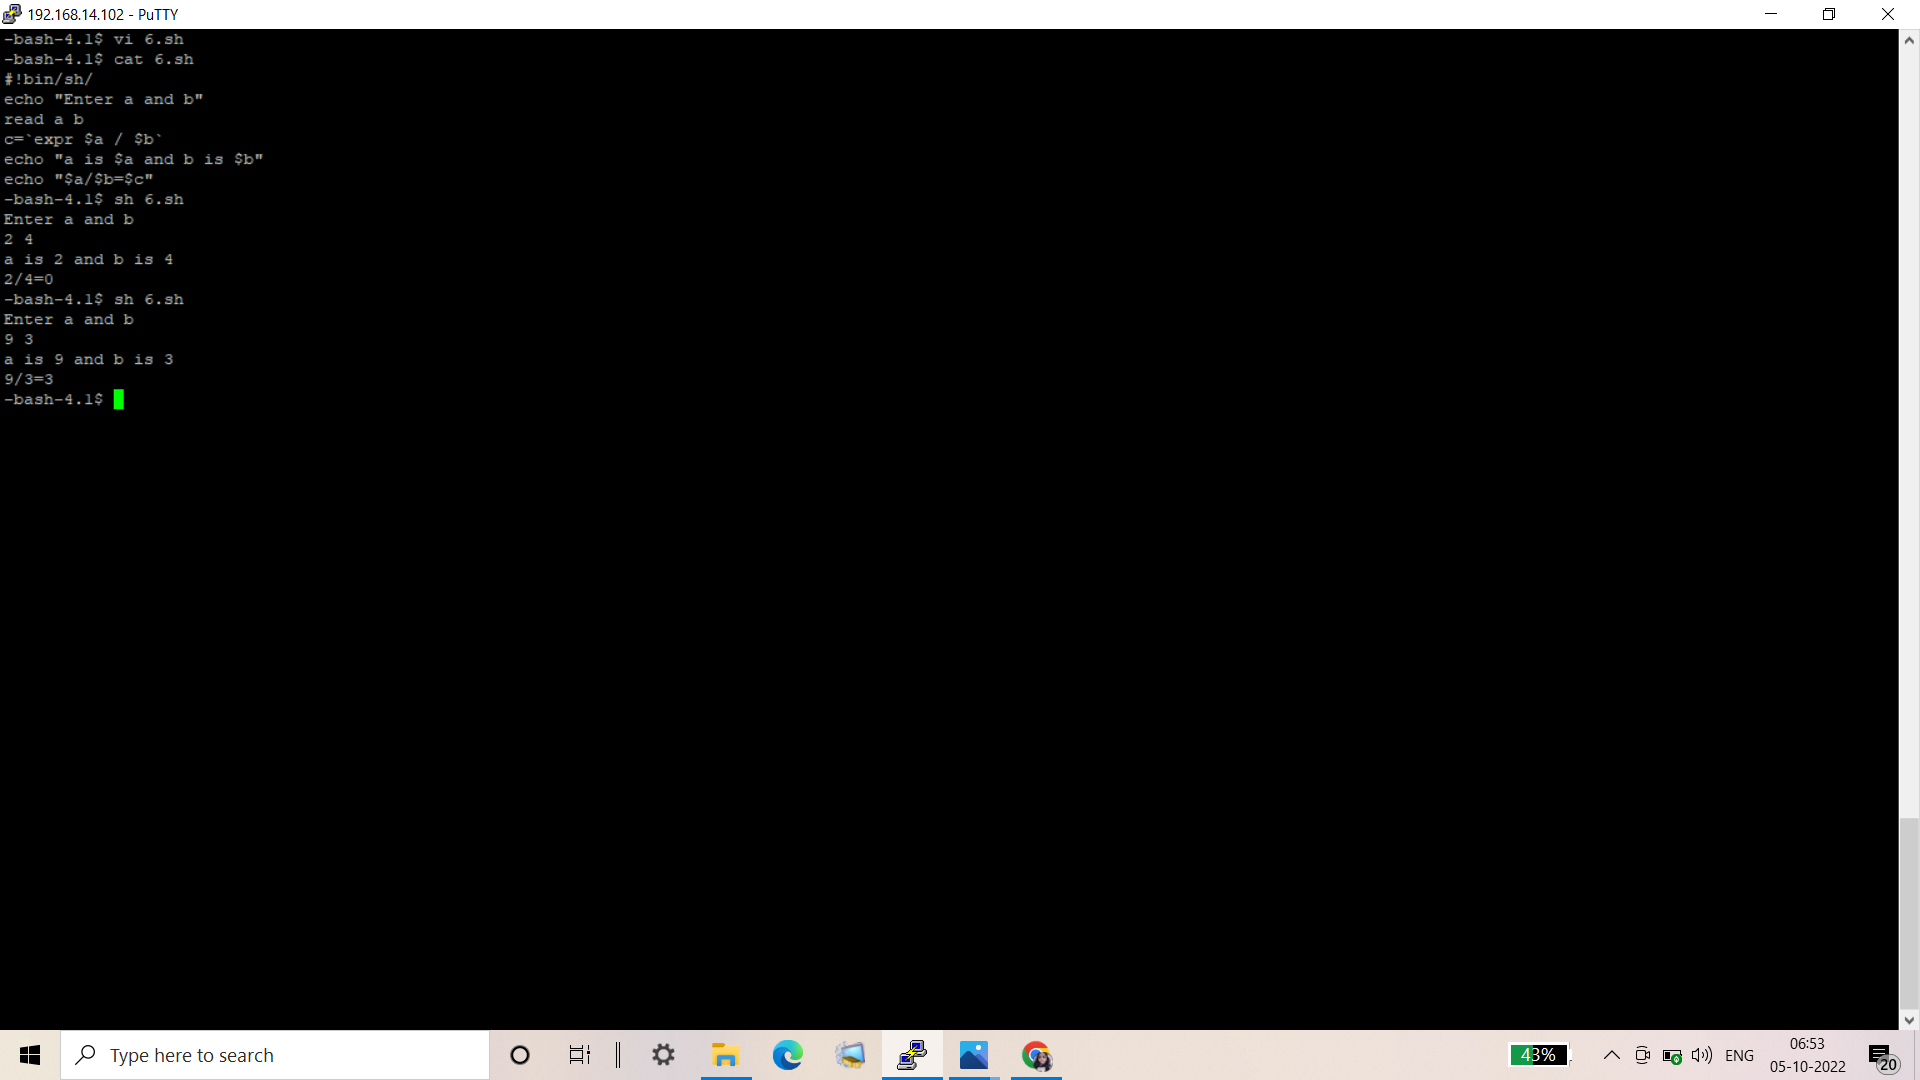 192.168.14.102 - PuTTY
-bash-4.1$ vi 6.sh
-bash-4.1$ cat 6.sh
#!bin/sh/
echo "Enter a and b"
read a b
c=`expr $a / $b`
echo "a is $a and b is $b"
echo "$a/$b=$c"
-bash-4.1$ sh 6.sh
Enter a and b
2 4
a is 2 and b is 4
2/4=0
-bash-4.1$ sh 6.sh
Enter a and b
9 3
a is 9 and b is 3
9/3=3
-bash-4.1$
Type here to search
43%
ENG
06:53
05-10-2022
20